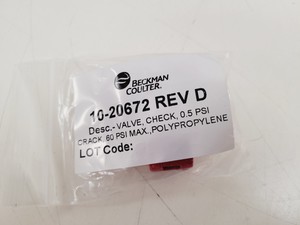 BECKMAN
COULTER.
10-20672 REV D
Desc.- VALVE, CHECK, 0.5 PSI
CRACK, 60 PSI MAX.,POLYPROPYLENE
LOT Code: